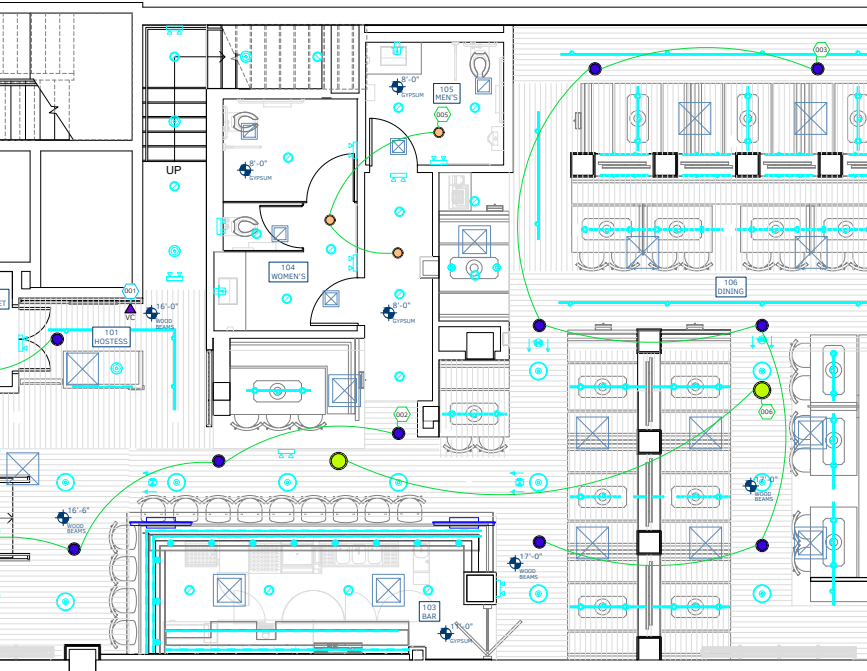 003
8'-0"
GYPSUM
105
MEN'S
005
UP
8'-0"
GYPSUM
104
WOMEN'S
106
DINING
001
VC
16'-0"
WOOD
BEAMS
8'-0"
GYPSUM
ET
101
HOSTESS
002
006
17'-0"
WOOD
BEAMS
16'-6"
WOOD
BEAMS
17'-0"
WOOD
BEAMS
103
BAR
11'-0"
GYPSUM